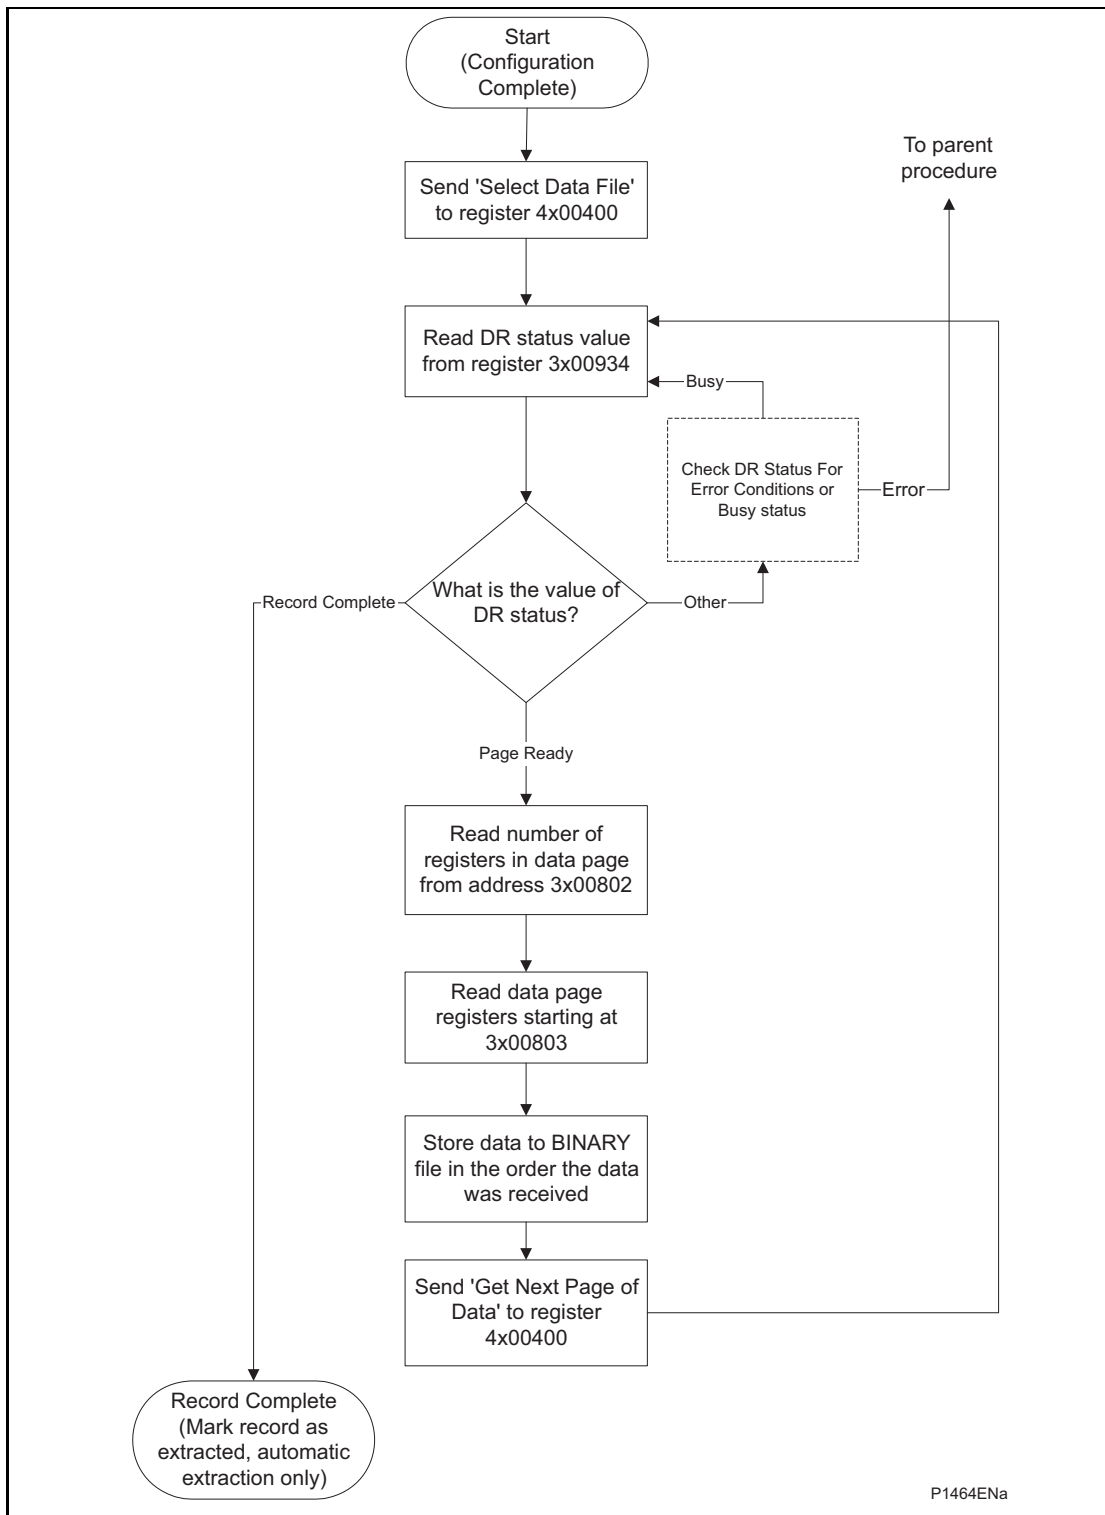 Start
(Configuration
Complete)
To parent
procedure
Send 'Select Data File'
to register 4x00400
Read DR status value
from register 3x00934
Busy
Check DR Status For
Error Conditions or
Busy status
Error
What is the value of
DR status?
Record Complete
Other
Page Ready
Read number of
registers in data page
from address 3x00802
Read data page
registers starting at
3x00803
Store data to BINARY
file in the order the data
was received
Send 'Get Next Page of
Data' to register
4x00400
Record Complete
(Mark record as
extracted, automatic
extraction only)
P1464ENa